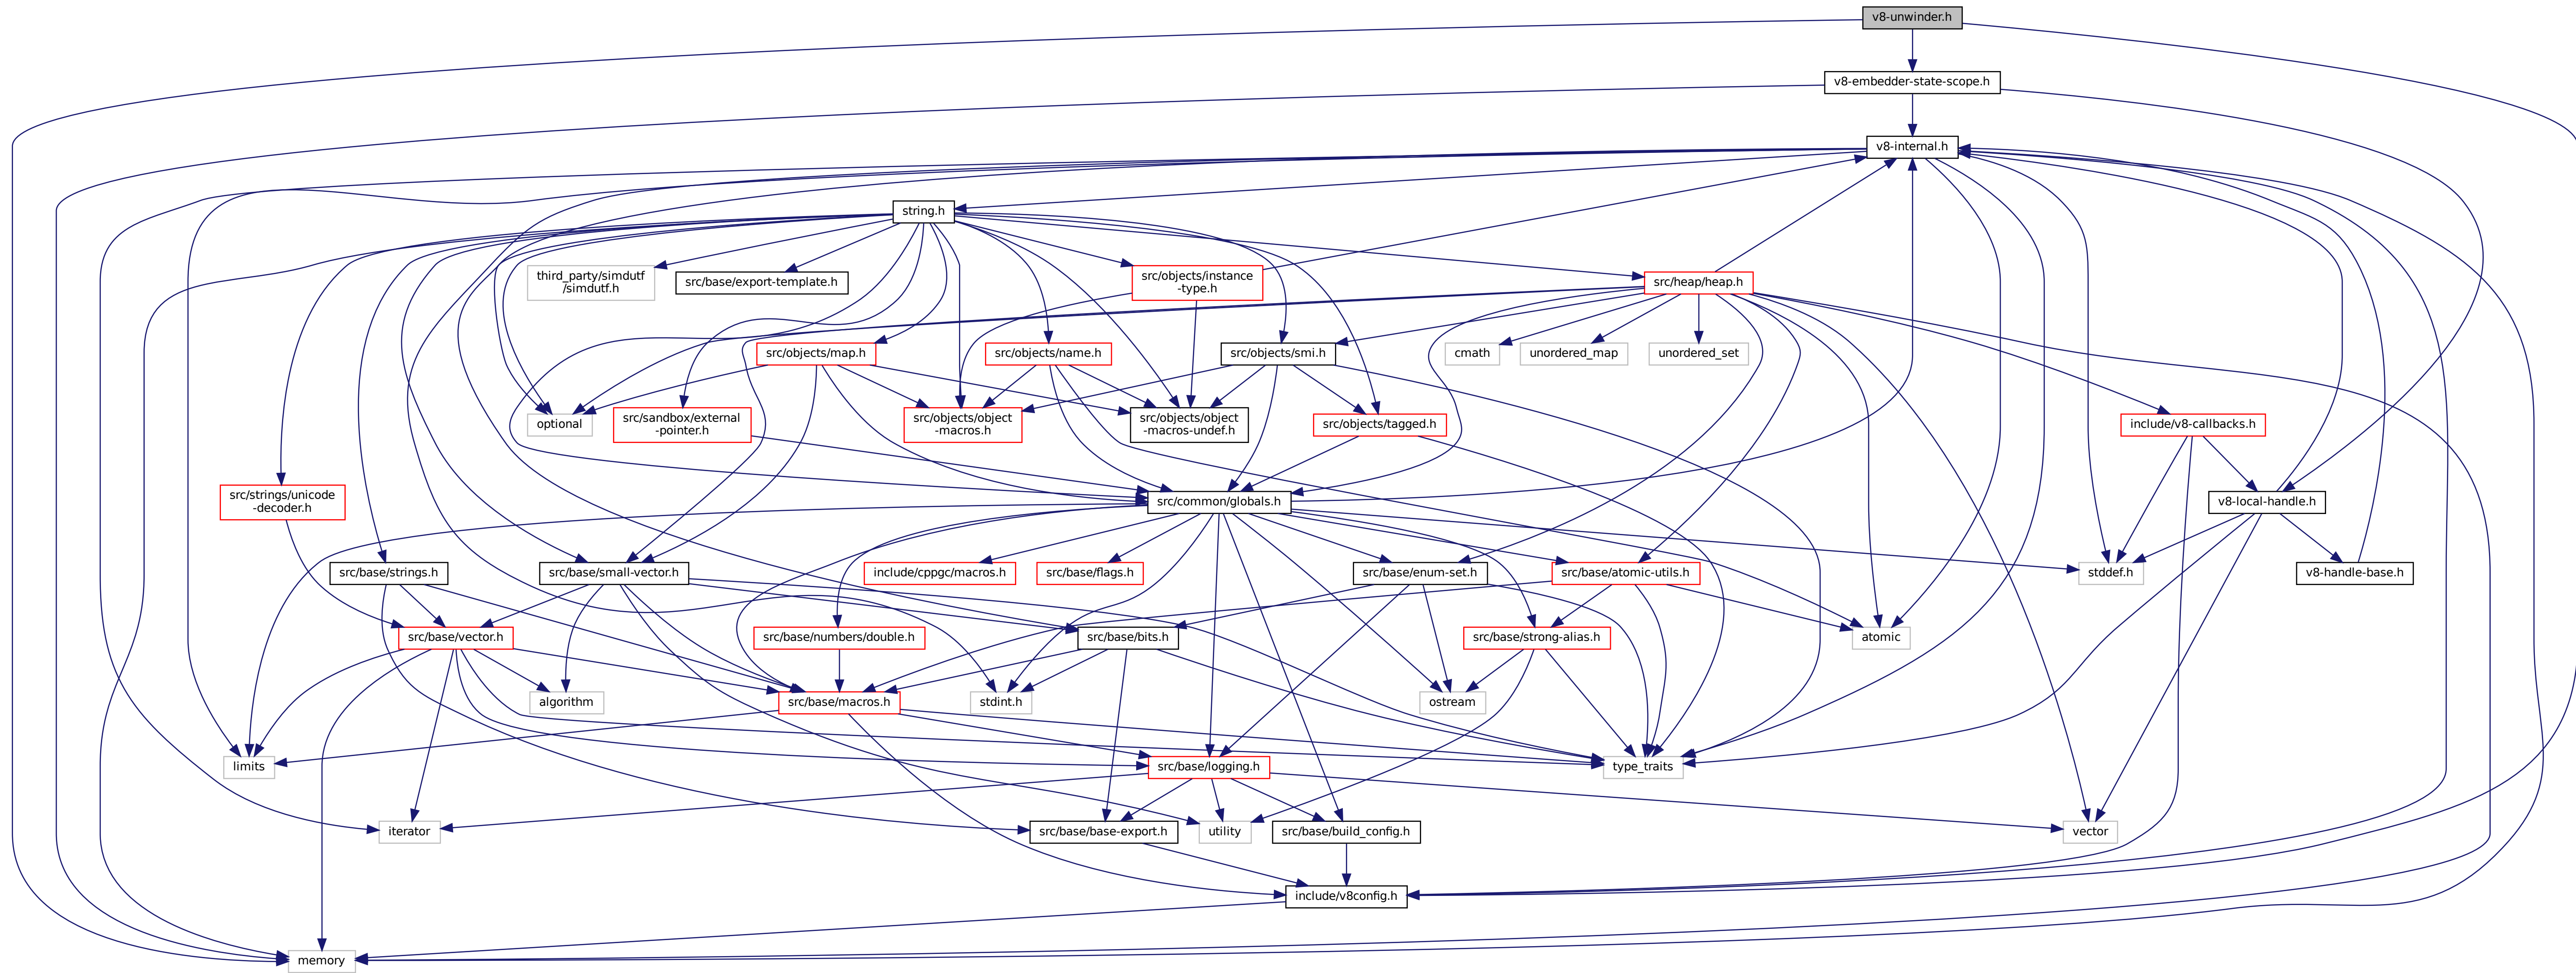 v8-unwinder.h
v8-embedder-state-scope.h
v8-internal.h
string.h
third_party/simdutf
/simdutf.h
src/base/export-template.h
src/objects/instance
-type.h
src/heap/heap.h
src/objects/map.h
src/objects/name.h
src/objects/smi.h
cmath
unordered_map
unordered_set
optional
src/sandbox/external
-pointer.h
src/objects/object
-macros.h
src/objects/object
-macros-undef.h
src/objects/tagged.h
include/v8-callbacks.h
src/strings/unicode
-decoder.h
src/common/globals.h
v8-local-handle.h
src/base/strings.h
src/base/small-vector.h
include/cppgc/macros.h
src/base/flags.h
src/base/enum-set.h
src/base/atomic-utils.h
stddef.h
v8-handle-base.h
src/base/vector.h
src/base/numbers/double.h
src/base/bits.h
src/base/strong-alias.h
atomic
algorithm
src/base/macros.h
stdint.h
ostream
limits
src/base/logging.h
type_traits
iterator
src/base/base-export.h
utility
src/base/build_config.h
vector
include/v8config.h
memory